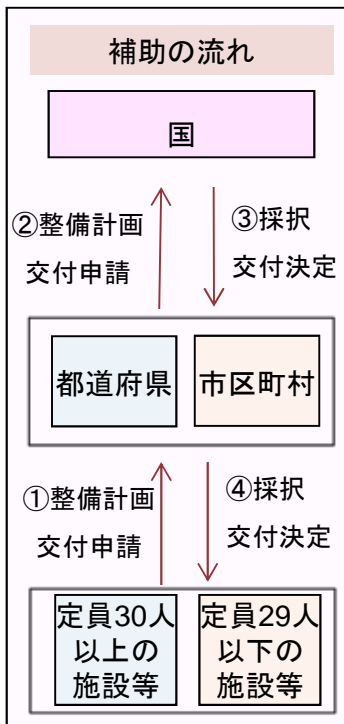 補助の流れ
国
②整備計画
交付申請
③採択
交付決定
都道府県
市区町村
①整備計画
交付申請
④採択
交付決定
定員30人
以上の
施設等
定員29人
以下の
施設等